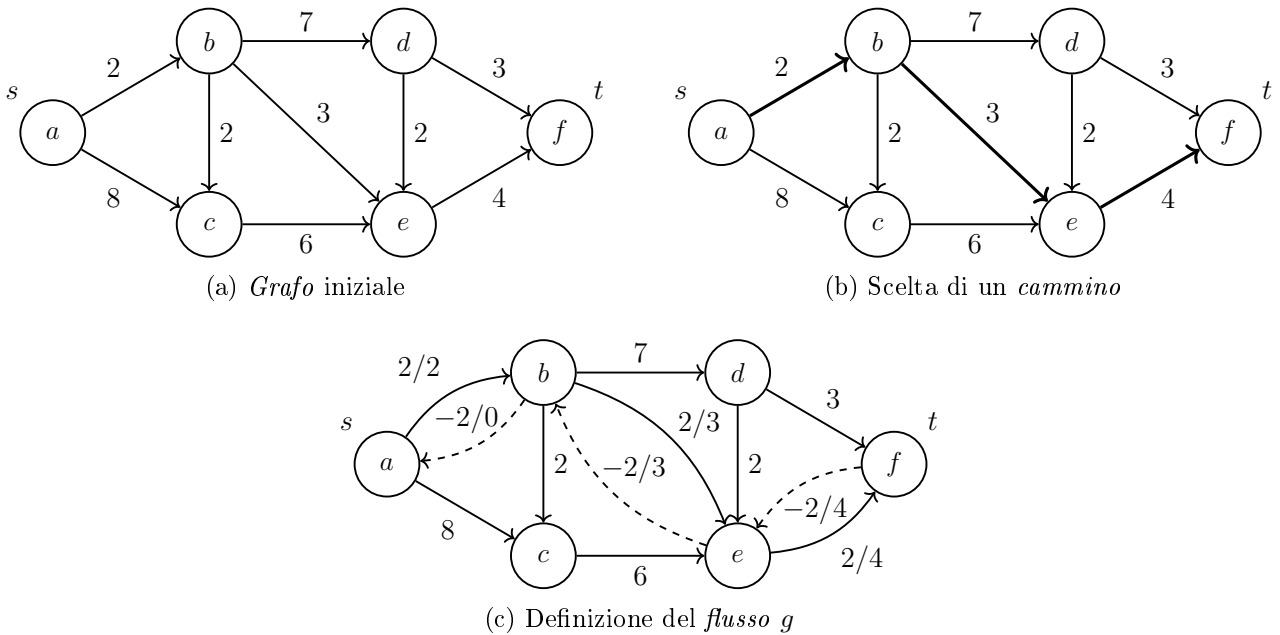 s
a
b
c
d
e
f
t
2
8
7
2
3
6
2
3
4
(a) Grafo iniziale
s
a
b
c
d
e
f
t
2
8
7
2
3
6
2
3
4
(b) Scelta di un cammino
s
a
b
c
d
e
f
t
2/2
−2/0
8
7
2
2/3
−2/3
6
2
3
−2/4
2/4
(c) Definizione del flusso g